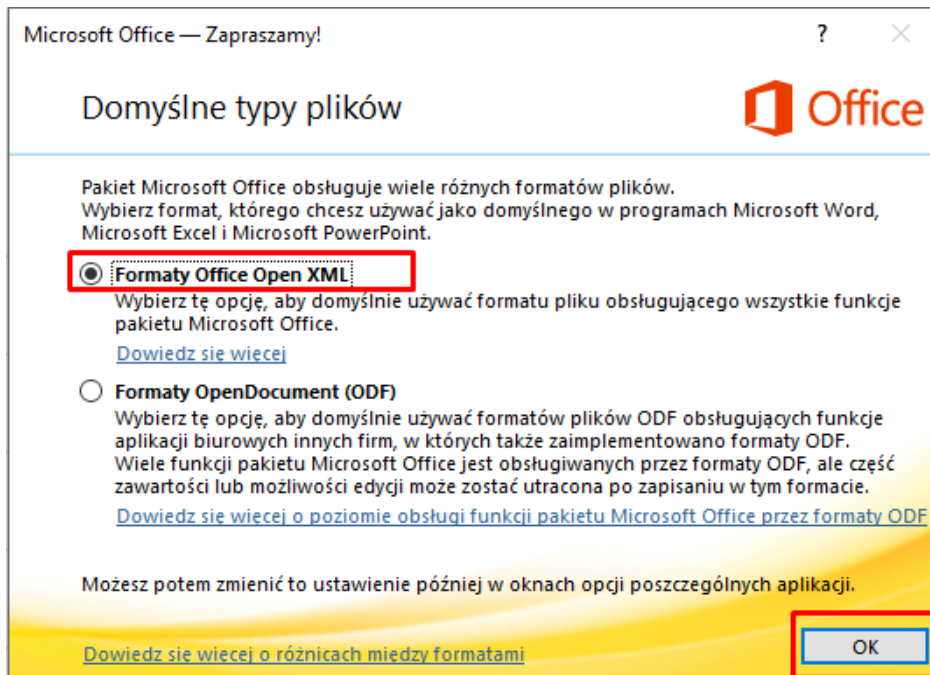 Microsoft Office — Zapraszamy!
?
Domyślne typy plików
Office
Pakiet Microsoft Office obsługuje wiele różnych formatów plików.
Wybierz format, którego chcesz używać jako domyślnego w programach Microsoft Word,
Microsoft Excel i Microsoft PowerPoint.
Formaty Office Open XML
Wybierz tę opcję, aby domyślnie używać formatu pliku obsługującego wszystkie funkcje
pakietu Microsoft Office.
Dowiedz się więcej
Formaty OpenDocument (ODF)
Wybierz tę opcję, aby domyślnie używać formatów plików ODF obsługujących funkcje
aplikacji biurowych innych firm, w których także zaimplementowano formaty ODF.
Wiele funkcji pakietu Microsoft Office jest obsługiwanych przez formaty ODF, ale część
zawartości lub możliwości edycji może zostać utracona po zapisaniu w tym formacie.
Dowiedz się więcej o poziomie obsługi funkcji pakietu Microsoft Office przez formaty ODF
Możesz potem zmienić to ustawienie później w oknach opcji poszczególnych aplikacji.
Dowiedz się więcej o różnicach między formatami
OK